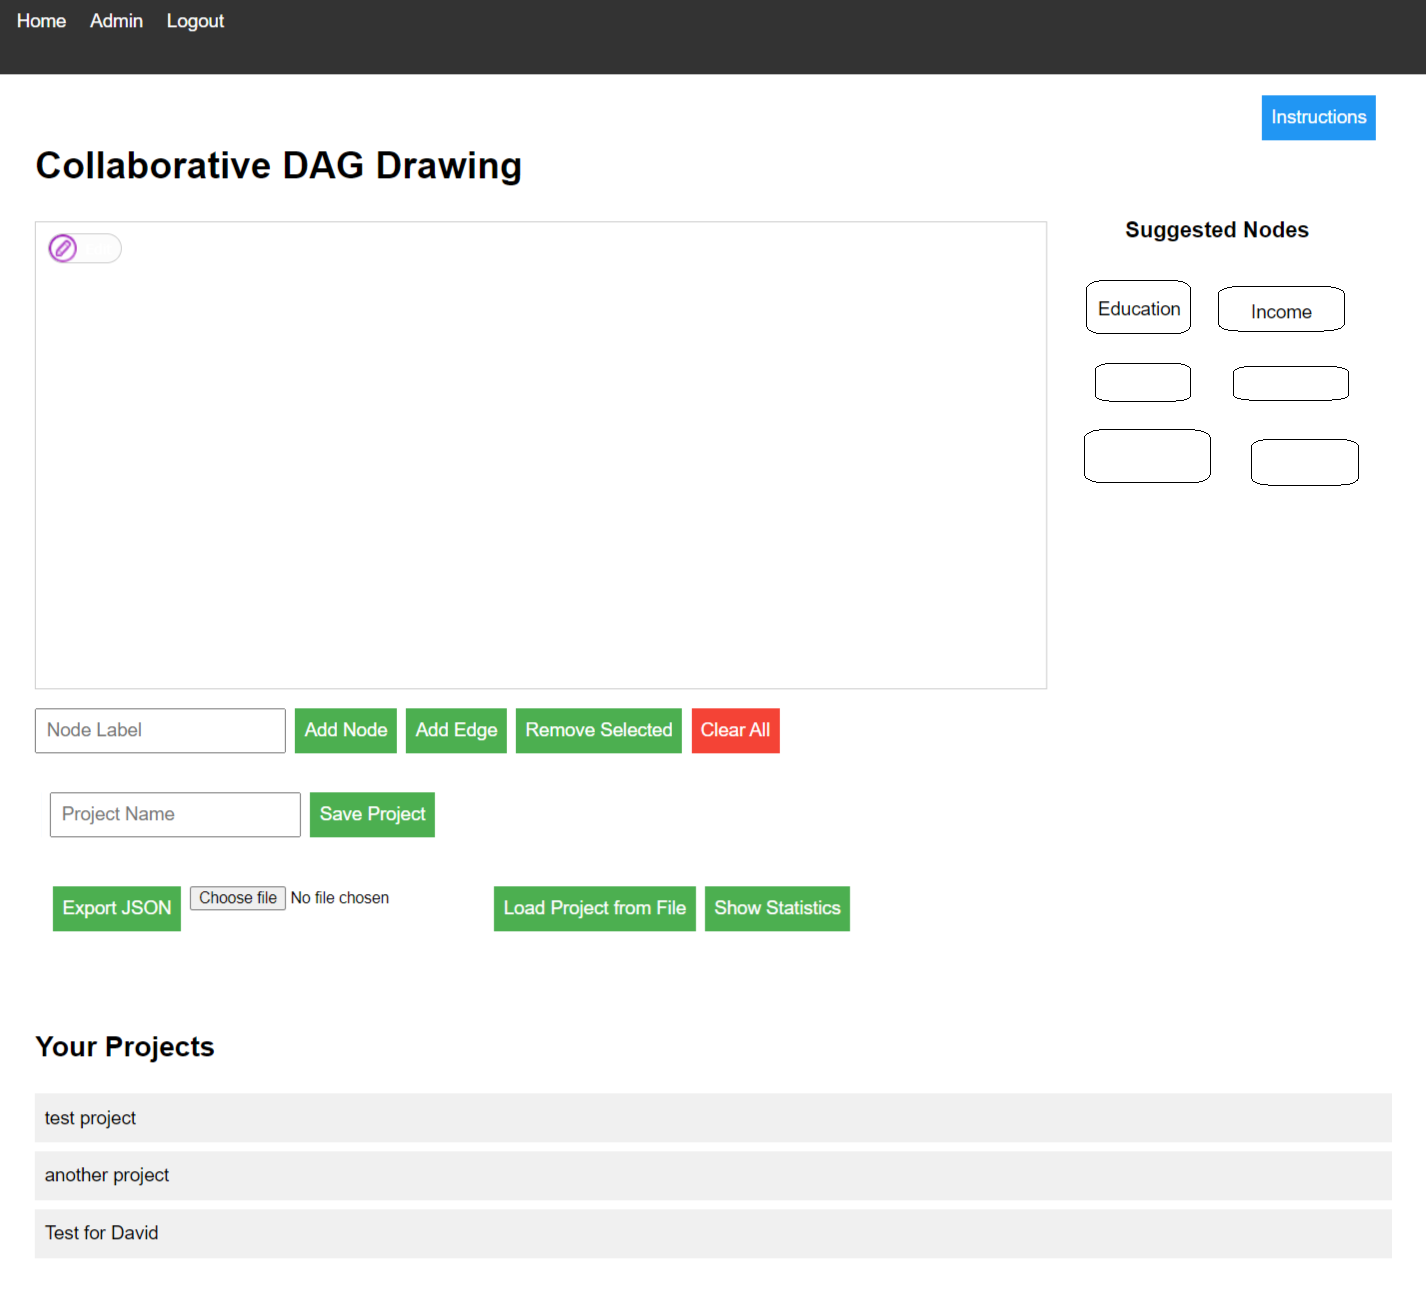 Home Admin Logout
Instructions
Collaborative DAG Drawing
Suggested Nodes
Education Income
Node Label Add Node Add Edge Remove Selected Clear All
Project Name Save Project
Export JSON Choose file No file chosen Load Project from File Show Statistics
Your Projects
test project
another project
Test for David